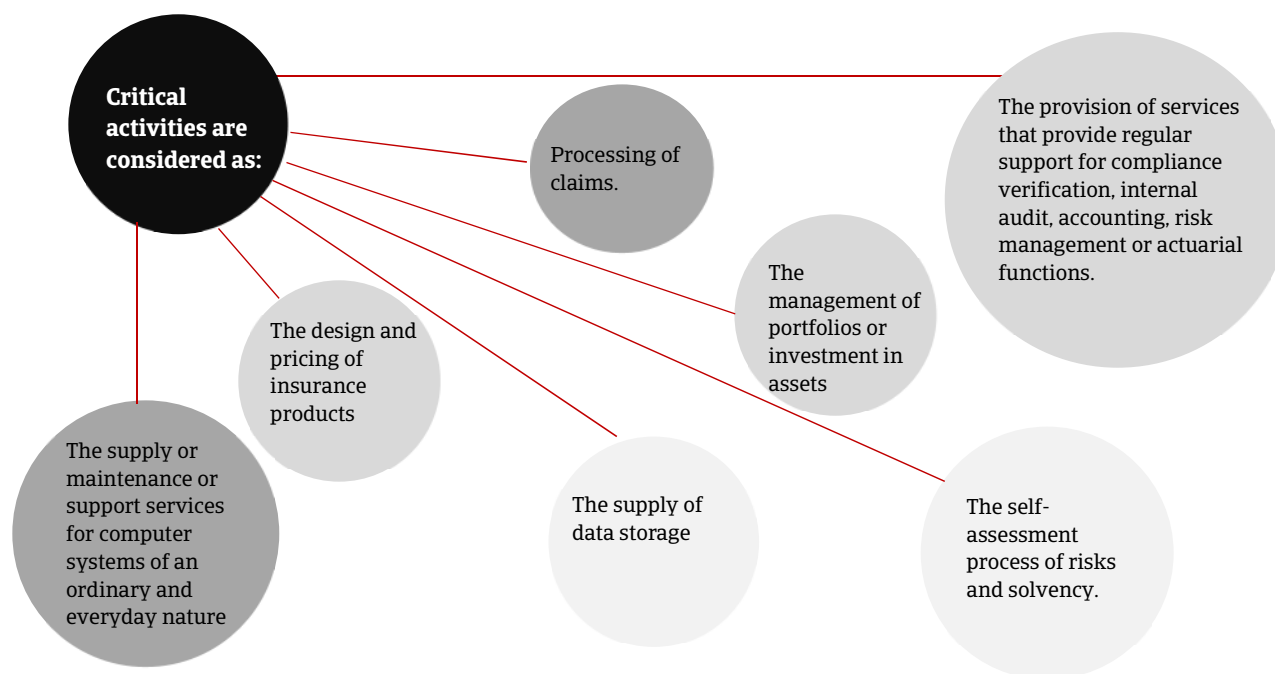 Critical
activities are
considered as:
Processing of
claims.
The provision of services
that provide regular
support for compliance
verification, internal
audit, accounting, risk
management or actuarial
functions.
The
management of
portfolios or
investment in
assets
The design and
pricing of
insurance
products
The supply or
maintenance or
support services
for computer
systems of an
ordinary and
everyday nature
The supply of
data storage
The self-
assessment
process of risks
and solvency.